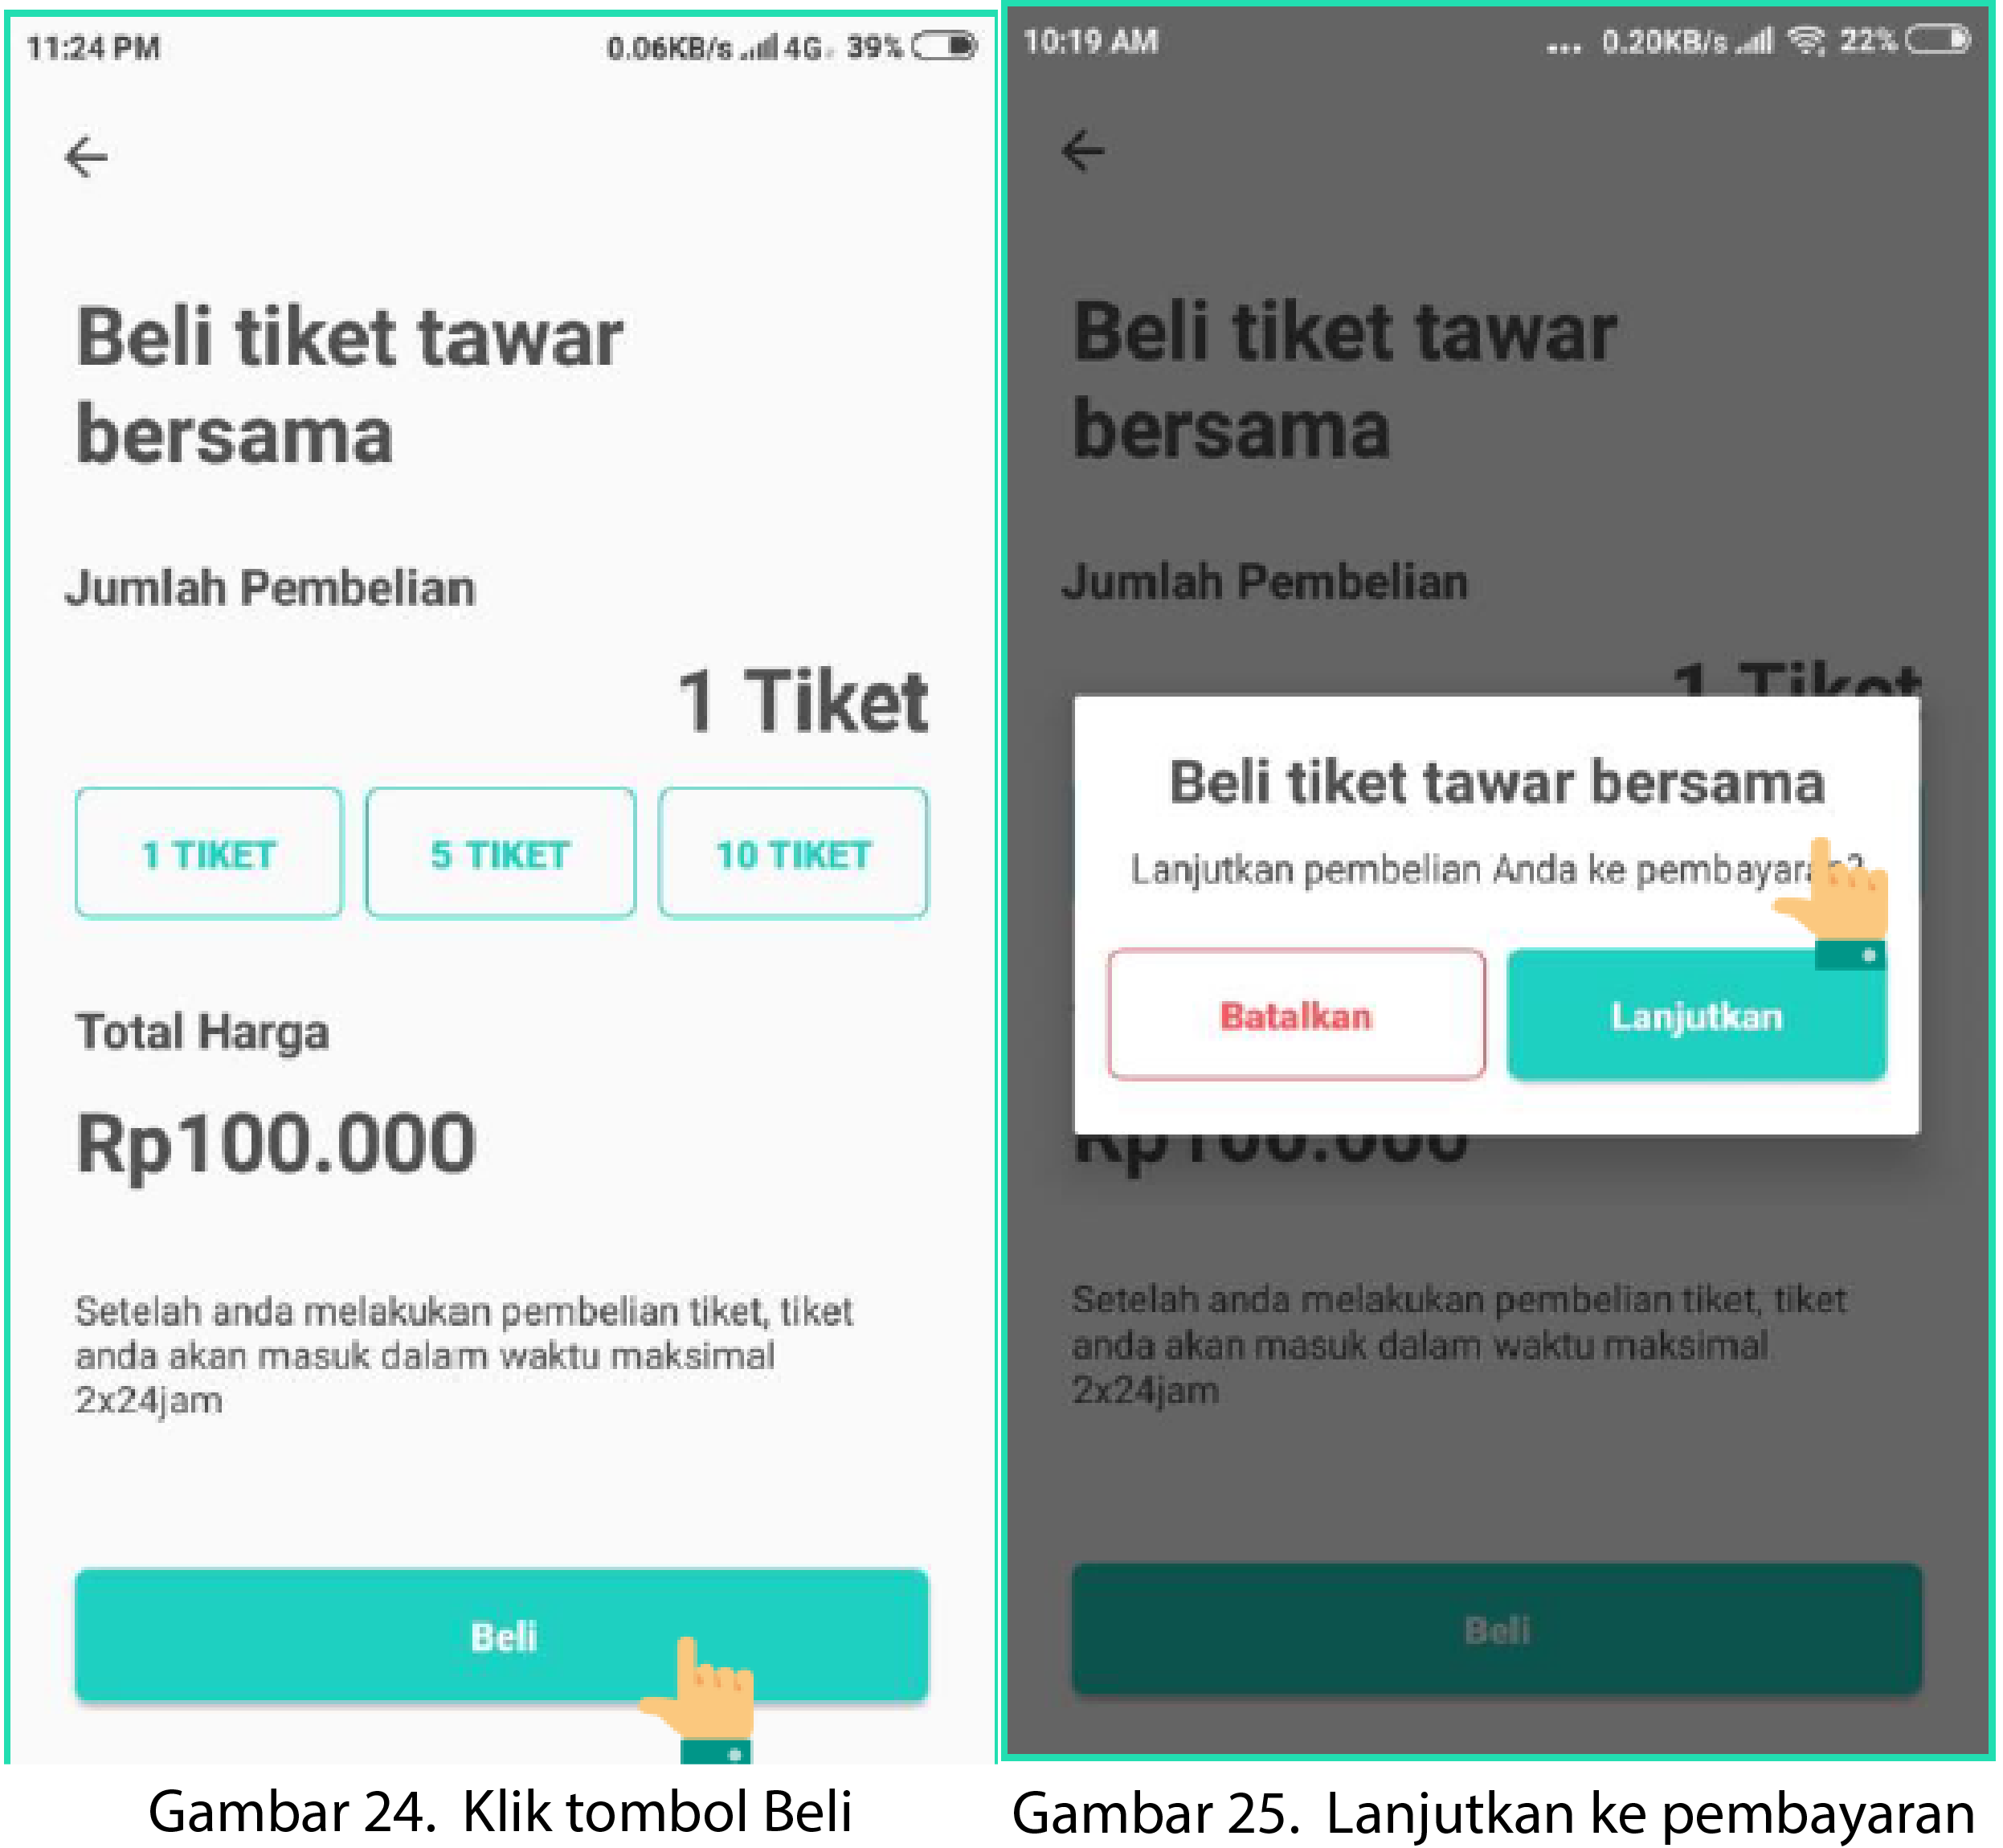 11:24 PM
0.06KB/s 4G 39%
Beli tiket tawar
bersama
Jumlah Pembelian
1 Tiket
1 TIKET
5 TIKET
10 TIKET
Total Harga
Rp100.000
Setelah anda melakukan pembelian tiket, tiket
anda akan masuk dalam waktu maksimal
2x24jam
Beli
Gambar 24. Klik tombol Beli
10:19 AM
... 0.20KB/s 22%
Beli tiket tawar
bersama
Jumlah Pembelian
1 Tiket
Beli tiket tawar bersama
Lanjutkan pembelian Anda ke pembayaran?
Batalkan
Lanjutkan
Rp100.000
Setelah anda melakukan pembelian tiket, tiket
anda akan masuk dalam waktu maksimal
2x24jam
Beli
Gambar 25. Lanjutkan ke pembayaran